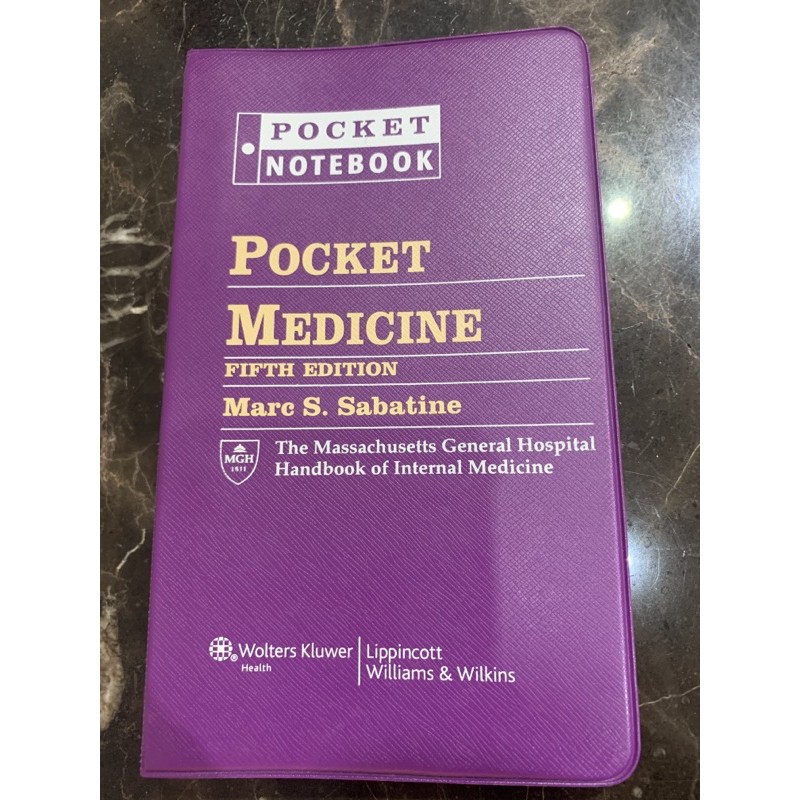 POCKET
NOTEBOOK
POCKET
MEDICINE
FIFTH EDITION
Marc S. Sabatine
MGH
1811
The Massachusetts General Hospital
Handbook of Internal Medicine
Wolters Kluwer
Health
Lippincott
Williams & Wilkins